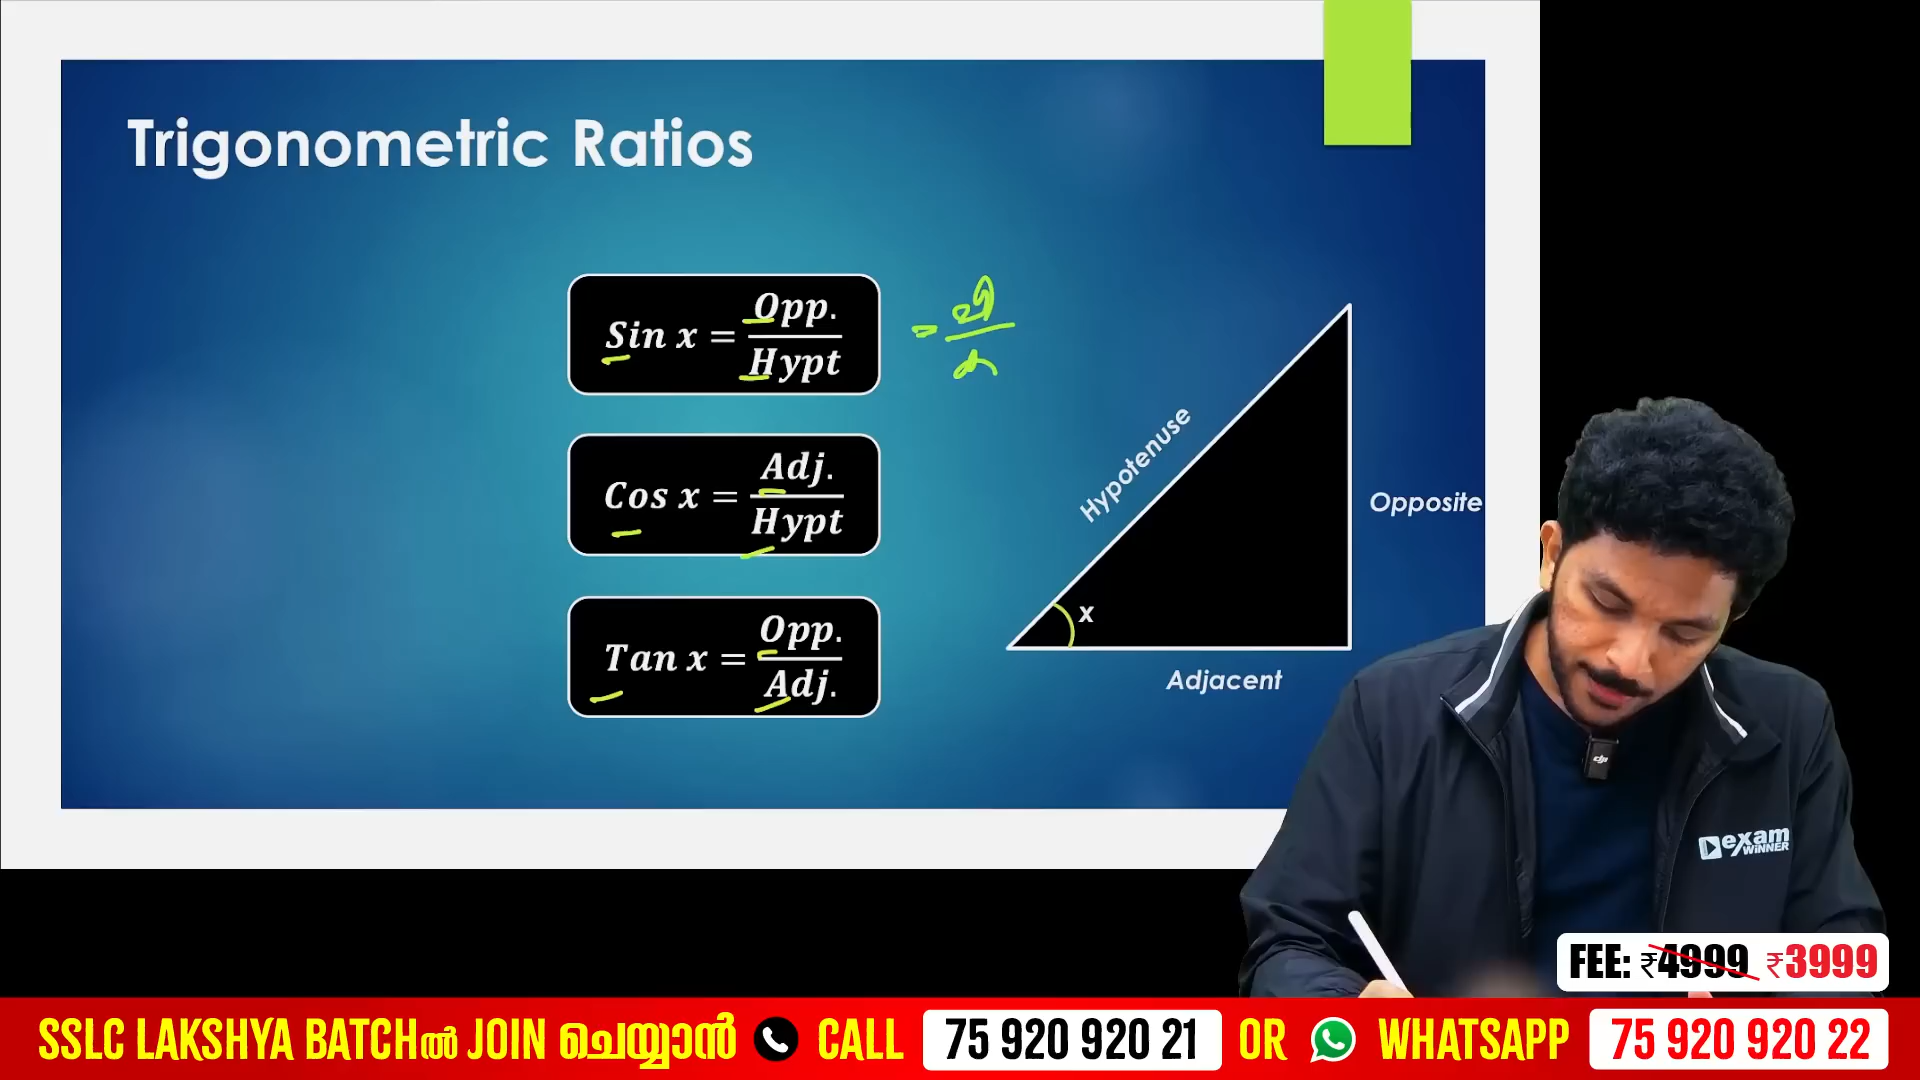 Trigonometric Ratios
Sin x = Opp. / Hypt
Cos x = Adj. / Hypt
Tan x = Opp. / Adj.
Hypotenuse
Opposite
x
Adjacent
dji
exam WiNNER
FEE: ₹4999 ₹3999
SSLC LAKSHYA BATCHൽ JOIN ചെയ്യാൻ CALL 75 920 920 21 OR WHATSAPP 75 920 920 22